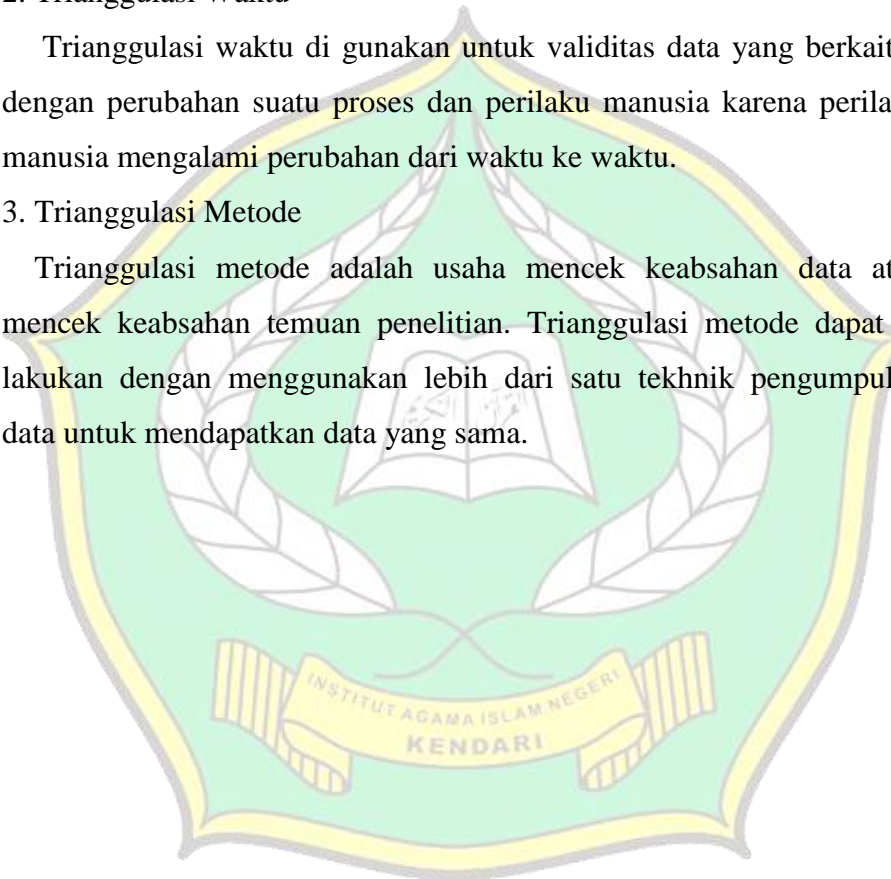 2. Trianggulasi Waktu
Trianggulasi waktu di gunakan untuk validitas data yang berkait
dengan perubahan suatu proses dan perilaku manusia karena perila
manusia mengalami perubahan dari waktu ke waktu.
3. Trianggulasi Metode
Trianggulasi metode adalah usaha mencek keabsahan data at
mencek keabsahan temuan penelitian. Trianggulasi metode dapat
lakukan dengan menggunakan lebih dari satu tekhnik pengumpul
data untuk mendapatkan data yang sama.
INSTITUT AGAMA ISLAM NEGERI
KENDARI